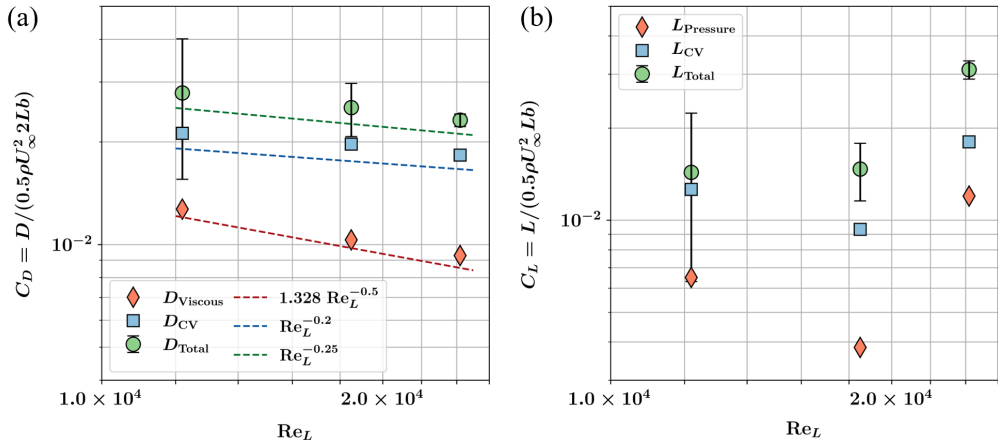 (a)
C_D = D/(0.5ρU_∞^2 2Lb)
10^{-2}
D_Viscous
D_CV
D_Total
1.328 Re_L^{-0.5}
Re_L^{-0.2}
Re_L^{-0.25}
1.0 × 10^4
2.0 × 10^4
Re_L
(b)
C_L = L/(0.5ρU_∞^2 Lb)
L_Pressure
L_CV
L_Total
10^{-2}
1.0 × 10^4
2.0 × 10^4
Re_L